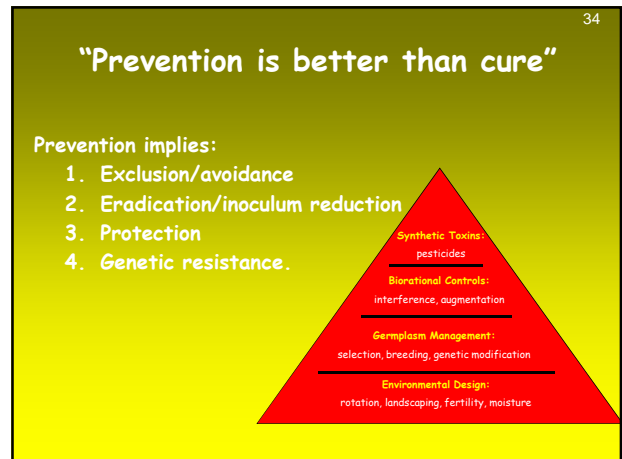 34
“Prevention is better than cure”
Prevention implies:
1. Exclusion/avoidance
2. Eradication/inoculum reduction
3. Protection
4. Genetic resistance.
Synthetic Toxins:
pesticides
Biorational Controls:
interference, augmentation
Germplasm Management:
selection, breeding, genetic modification
Environmental Design:
rotation, landscaping, fertility, moisture